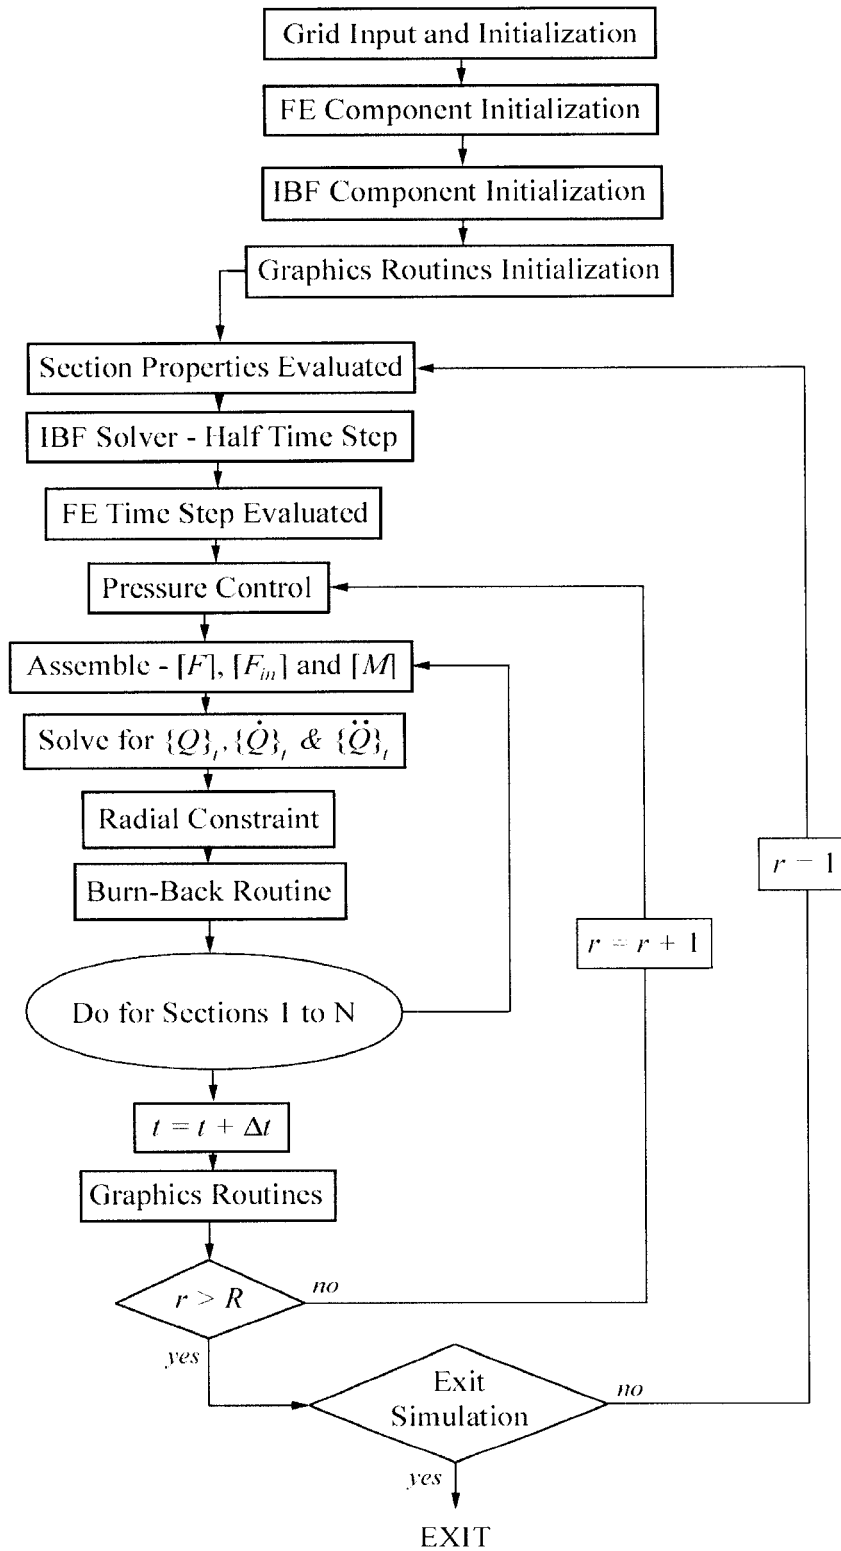 Grid Input and Initialization
FE Component Initialization
IBF Component Initialization
Graphics Routines Initialization
Section Properties Evaluated
IBF Solver - Half Time Step
FE Time Step Evaluated
Pressure Control
Assemble - [F], [F_in] and [M]
Solve for {Q}_t, {Q̇}_t & {Q̈}_t
Radial Constraint
Burn-Back Routine
r = 1
r = r + 1
Do for Sections 1 to N
t = t + Δt
Graphics Routines
r > R
no
yes
Exit
Simulation
no
yes
EXIT